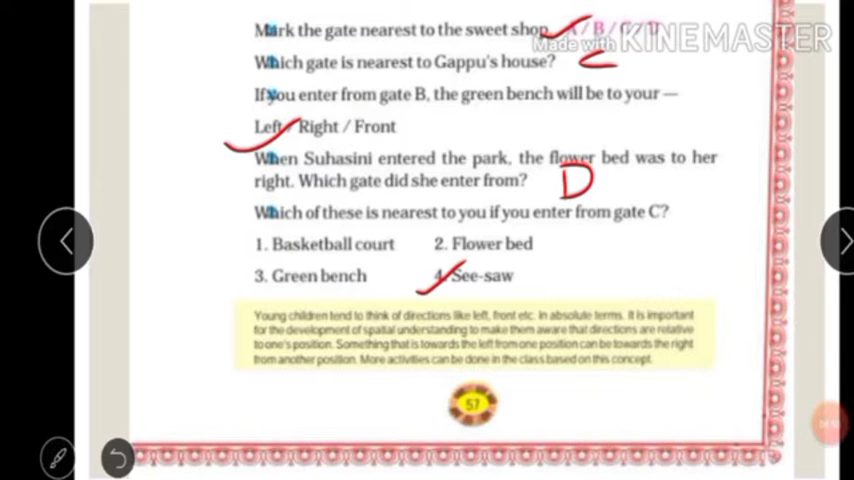 Mark the gate nearest to the sweet shop A / B / C / D
Made with KINEMASTER
Which gate is nearest to Gappu's house? C
If you enter from gate B, the green bench will be to your —
Left / Right / Front
When Suhasini entered the park, the flower bed was to her
right. Which gate did she enter from? D
Which of these is nearest to you if you enter from gate C?
1. Basketball court 2. Flower bed
3. Green bench 4. See-saw
Young children tend to think of directions like left, front etc. in absolute terms. It is important
for the development of spatial understanding to make them aware that directions are relative
to one's position. Something that is towards the left from one position can be towards the right
from another position. More activities can be done in the class based on this concept.
57